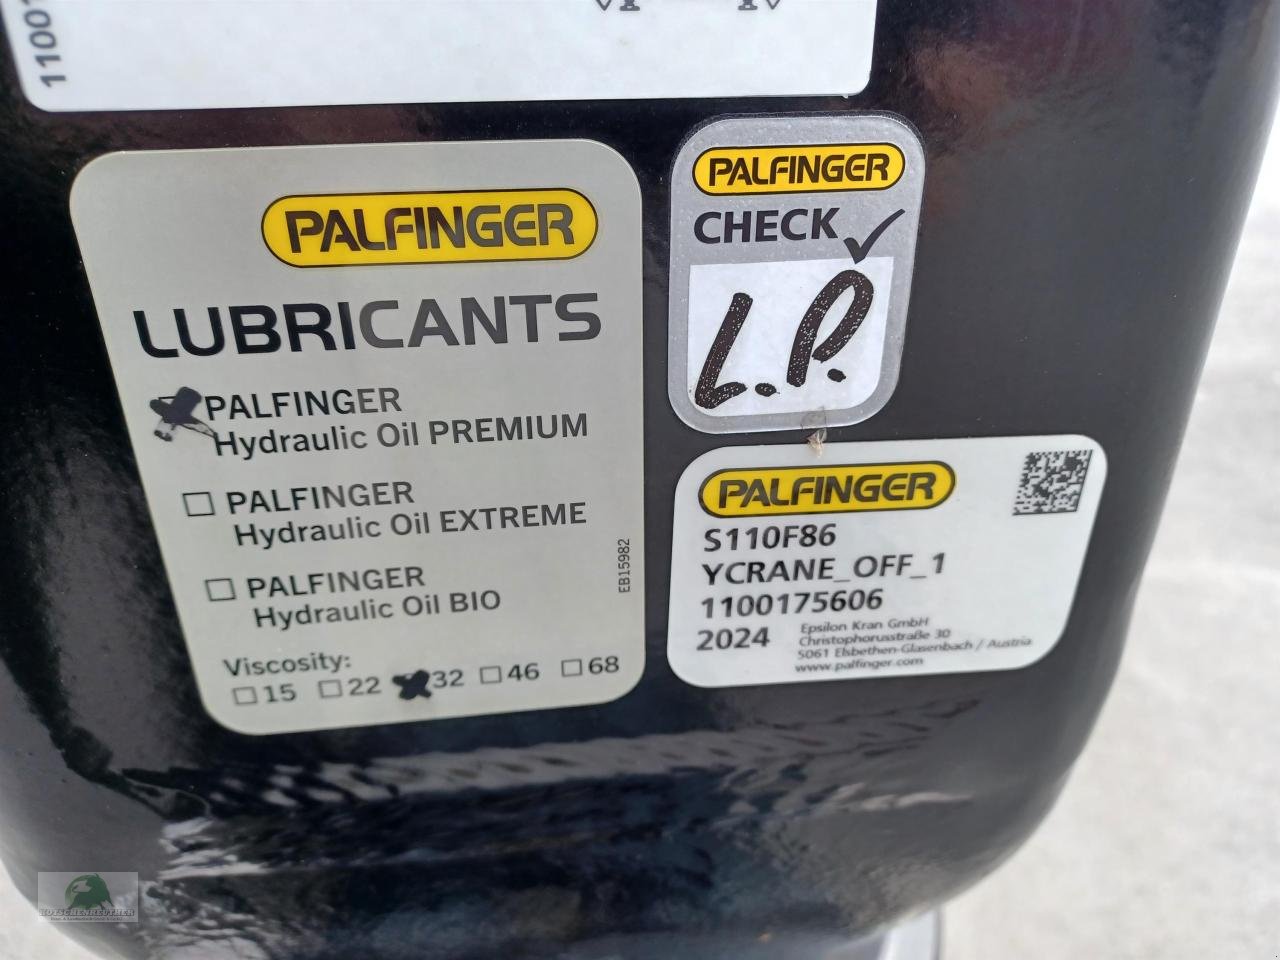 11001
PALFINGER
LUBRICANTS
PALFINGER
Hydraulic Oil PREMIUM
PALFINGER
Hydraulic Oil EXTREME
PALFINGER
Hydraulic Oil BIO
EB15982
Viscosity:
15 22 32 46 68
PALFINGER
CHECK
L.P.
PALFINGER
S110F86
YCRANE_OFF_1
1100175606
2024
Epsilon Kran GmbH
Christophorusstraße 30
5061 Elsbethen-Glasenbach / Austria
www.palfinger.com
ROTSCHENREUTHER